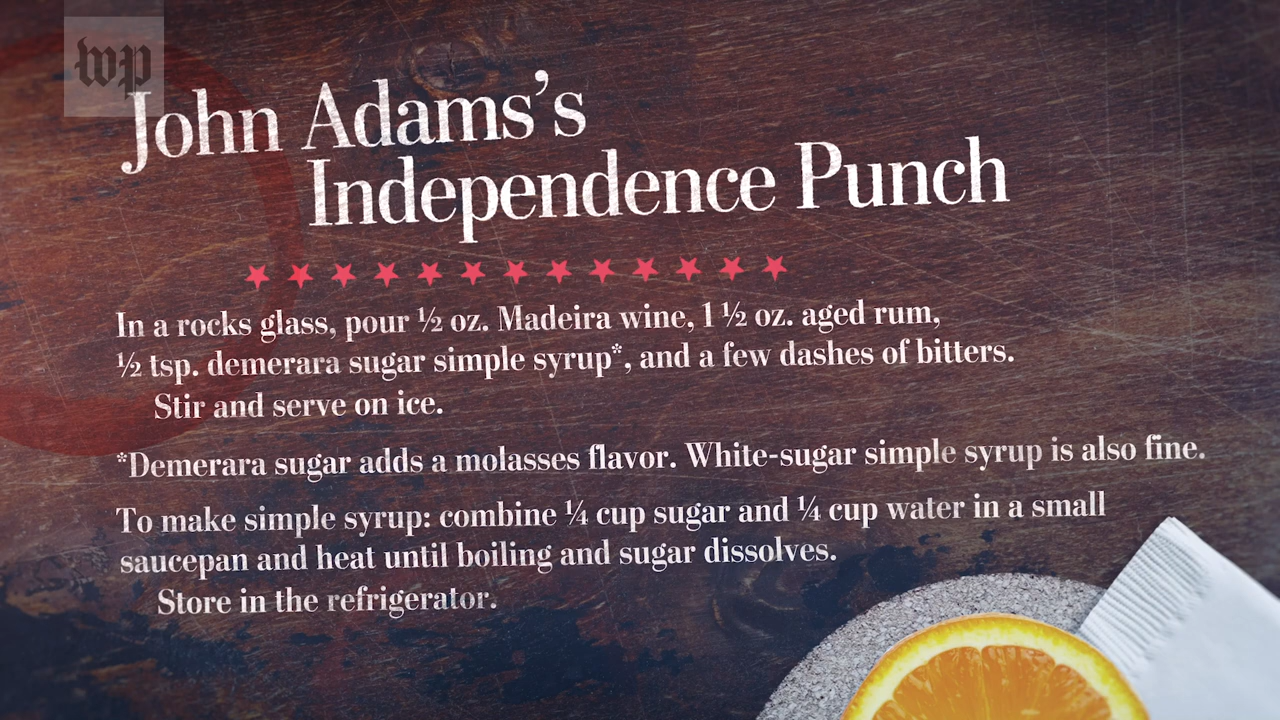 wp
John Adams's
Independence Punch
In a rocks glass, pour ½ oz. Madeira wine, 1 ½ oz. aged rum,
½ tsp. demerara sugar simple syrup*, and a few dashes of bitters.
Stir and serve on ice.
*Demerara sugar adds a molasses flavor. White-sugar simple syrup is also fine.
To make simple syrup: combine ¼ cup sugar and ¼ cup water in a small
saucepan and heat until boiling and sugar dissolves.
Store in the refrigerator.